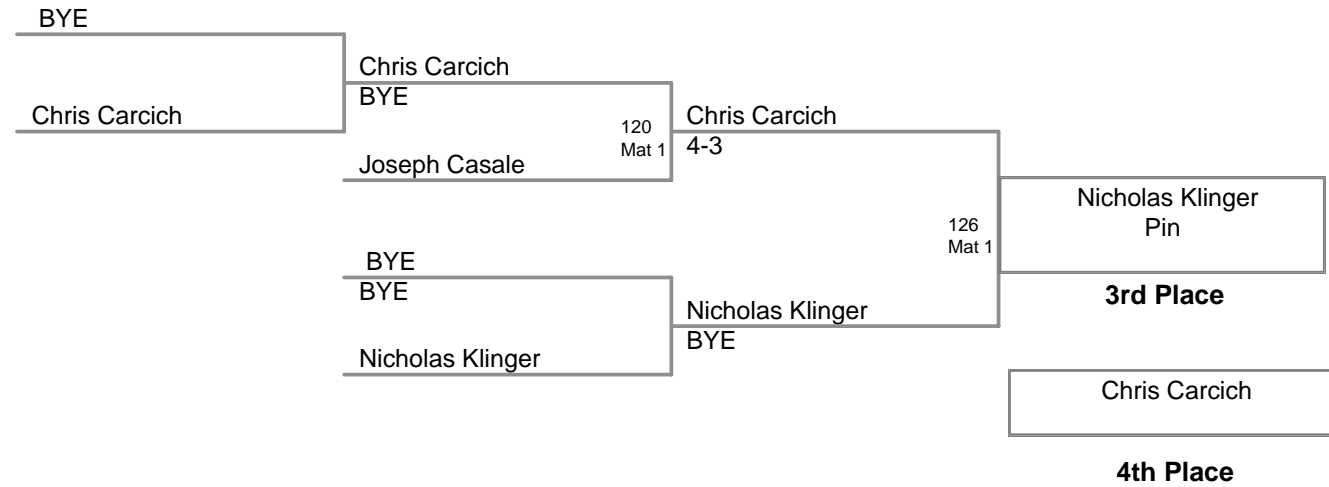 BYE
Chris Carcich
Chris Carcich
BYE
Joseph Casale
120
Mat 1
Chris Carcich
4-3
BYE
BYE
Nicholas Klinger
Nicholas Klinger
BYE
126
Mat 1
Nicholas Klinger
Pin
3rd Place
Chris Carcich
4th Place